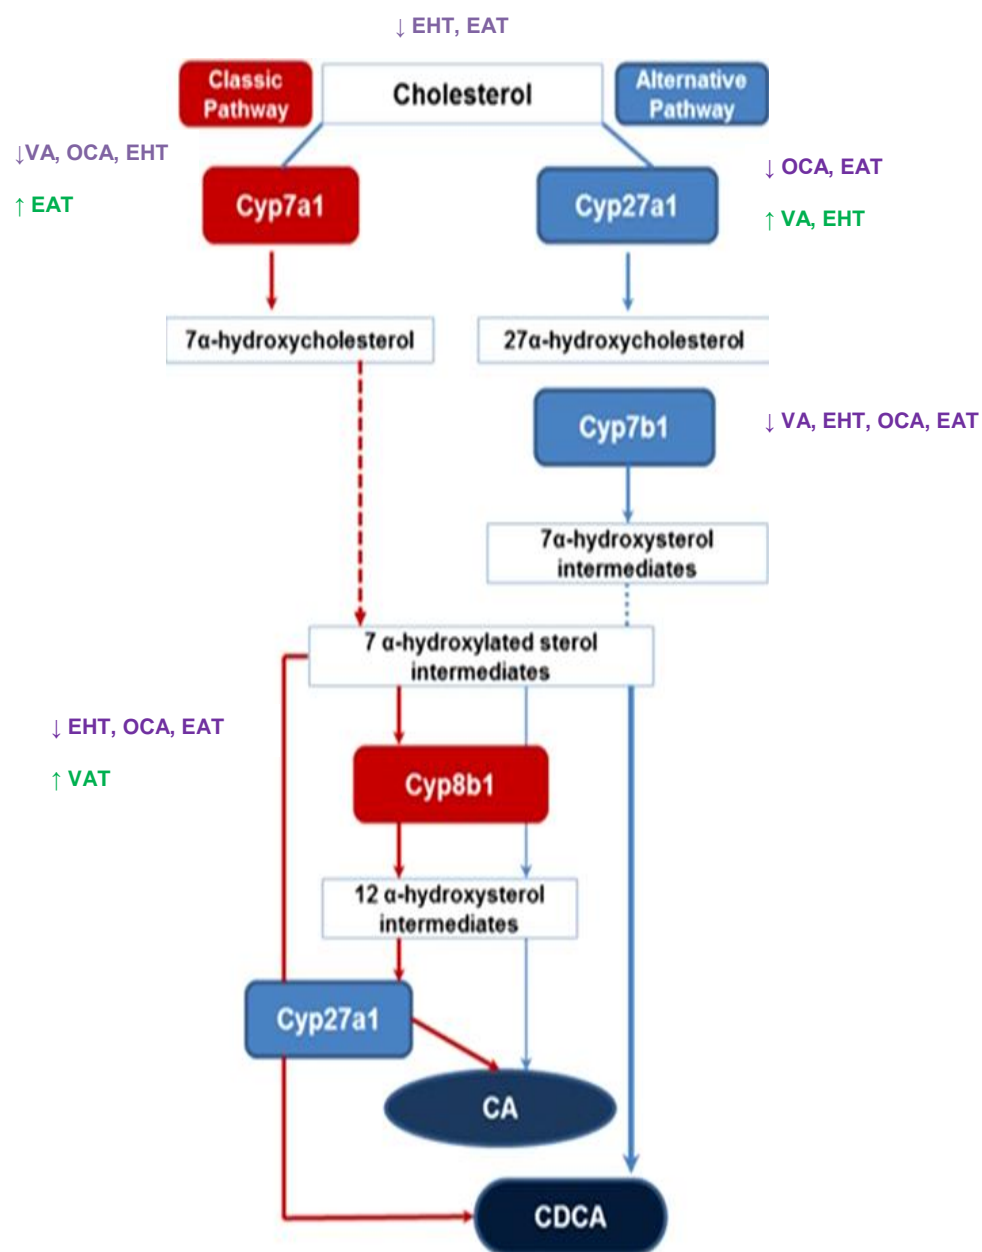 ↓ EHT, EAT
Classic
Pathway
Cholesterol
Alternative
Pathway
↓VA, OCA, EHT
↑ EAT
Cyp7a1
Cyp27a1
↓ OCA, EAT
↑ VA, EHT
7α-hydroxycholesterol
27α-hydroxycholesterol
Cyp7b1
↓ VA, EHT, OCA, EAT
7α-hydroxysterol
intermediates
7 α-hydroxylated sterol
intermediates
↓ EHT, OCA, EAT
↑ VAT
Cyp8b1
12 α-hydroxysterol
intermediates
Cyp27a1
CA
CDCA